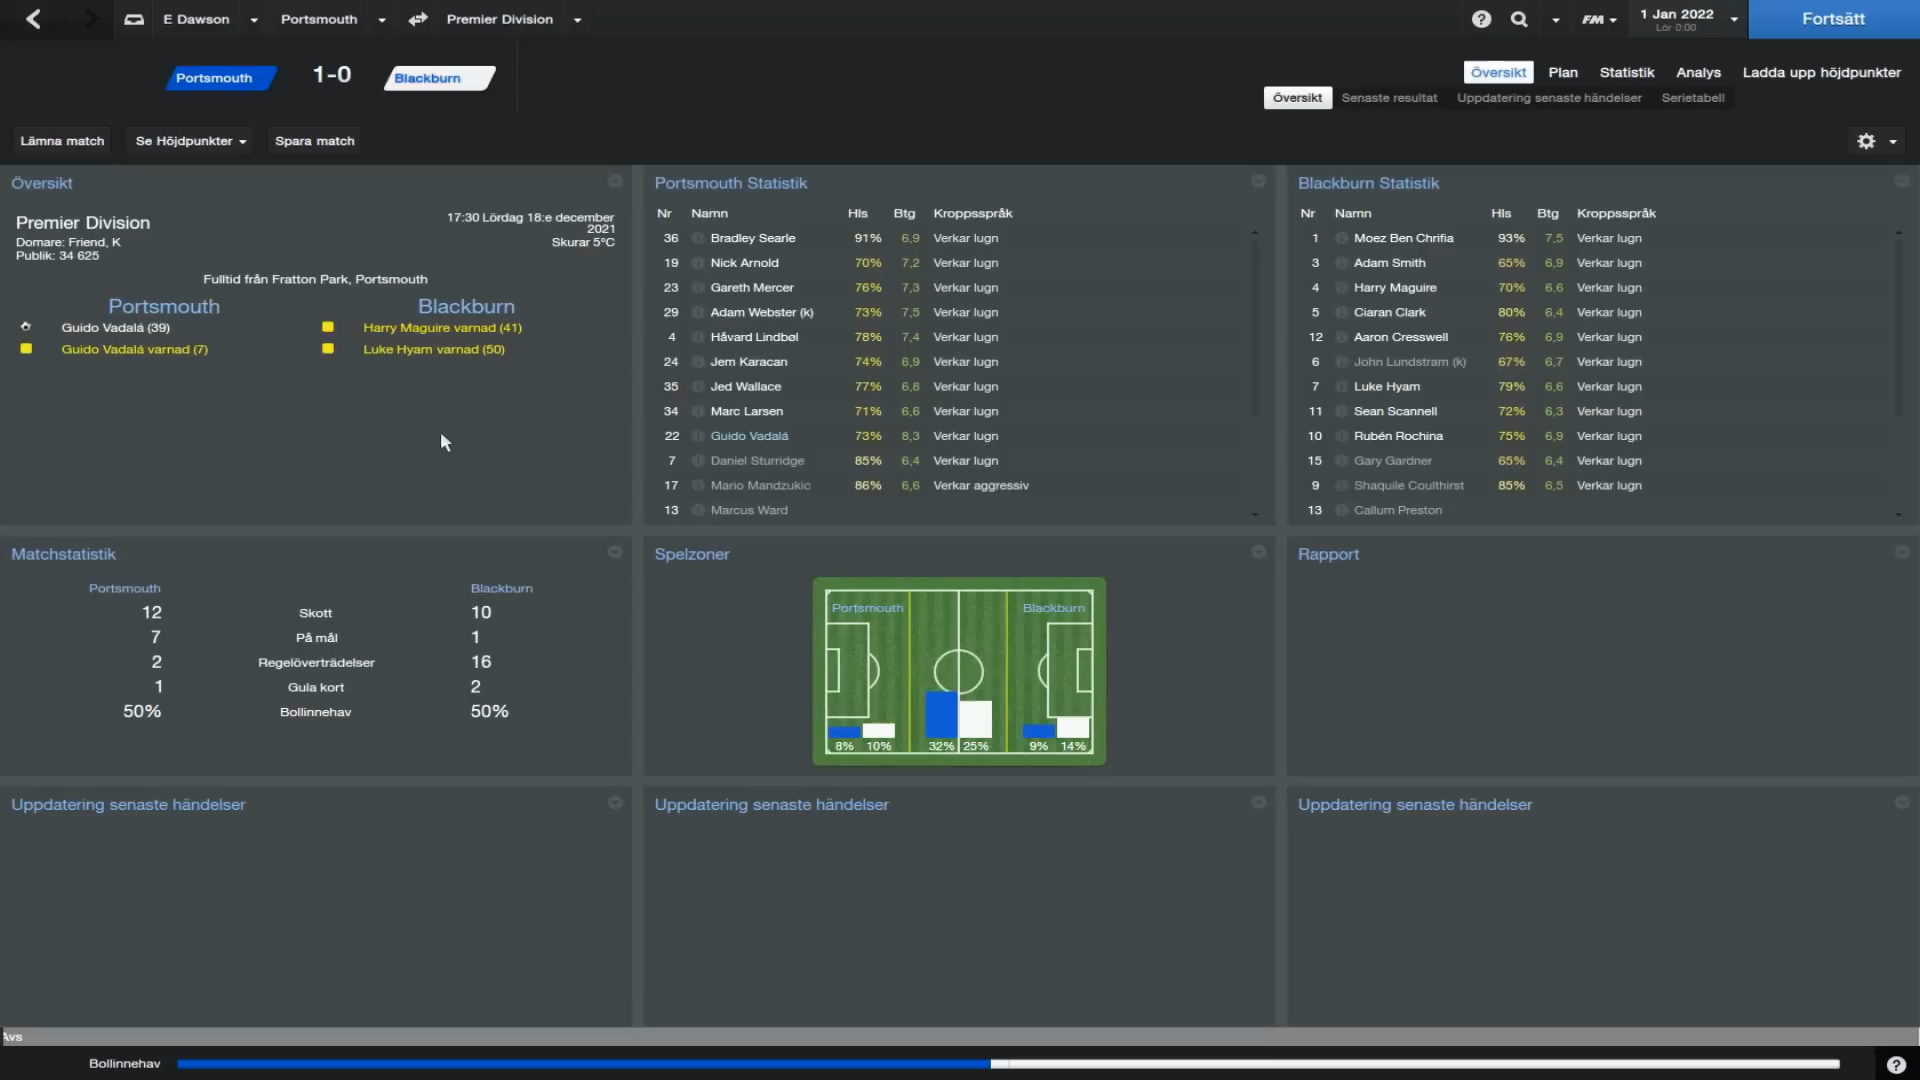 E Dawson Portsmouth Premier Division FM 1 Jan 2022 Fortsätt
Lör 0:00
Portsmouth 1-0 Blackburn
Översikt Plan Statistik Analys Ladda upp höjdpunkter
Översikt Senaste resultat Uppdatering senaste händelser Serietabell
Lämna match Se Höjdpunkter Spara match
Översikt
Premier Division
Domare: Friend, K
Publik: 34 625
17:30 Lördag 18:e december
2021
Skurar 5°C
Fulltid från Fratton Park, Portsmouth
Portsmouth Blackburn
Guido Vadalá (39) Harry Maguire varnad (41)
Guido Vadalá varnad (7) Luke Hyam varnad (50)
Portsmouth Statistik
Nr Namn Hls Btg Kroppsspråk
36 Bradley Searle 91% 6,9 Verkar lugn
19 Nick Arnold 70% 7,2 Verkar lugn
23 Gareth Mercer 76% 7,3 Verkar lugn
29 Adam Webster (k) 73% 7,5 Verkar lugn
4 Håvard Lindbøl 78% 7,4 Verkar lugn
24 Jem Karacan 74% 6,9 Verkar lugn
35 Jed Wallace 77% 6,8 Verkar lugn
34 Marc Larsen 71% 6,6 Verkar lugn
22 Guido Vadalá 73% 8,3 Verkar lugn
7 Daniel Sturridge 85% 6,4 Verkar lugn
17 Mario Mandzukic 86% 6,6 Verkar aggressiv
13 Marcus Ward
Blackburn Statistik
Nr Namn Hls Btg Kroppsspråk
1 Moez Ben Chrifia 93% 7,5 Verkar lugn
3 Adam Smith 65% 6,9 Verkar lugn
4 Harry Maguire 70% 6,6 Verkar lugn
5 Ciaran Clark 80% 6,4 Verkar lugn
12 Aaron Cresswell 76% 6,9 Verkar lugn
6 John Lundstram (k) 67% 6,7 Verkar lugn
7 Luke Hyam 79% 6,6 Verkar lugn
11 Sean Scannell 72% 6,3 Verkar lugn
10 Rubén Rochina 75% 6,9 Verkar lugn
15 Gary Gardner 65% 6,4 Verkar lugn
9 Shaquile Coulthirst 85% 6,5 Verkar lugn
13 Callum Preston
Matchstatistik
Portsmouth Blackburn
12 Skott 10
7 På mål 1
2 Regelöverträdelser 16
1 Gula kort 2
50% Bollinnehav 50%
Spelzoner
Portsmouth Blackburn
8% 10% 32% 25% 9% 14%
Rapport
Uppdatering senaste händelser
Uppdatering senaste händelser
Uppdatering senaste händelser
Avs
Bollinnehav